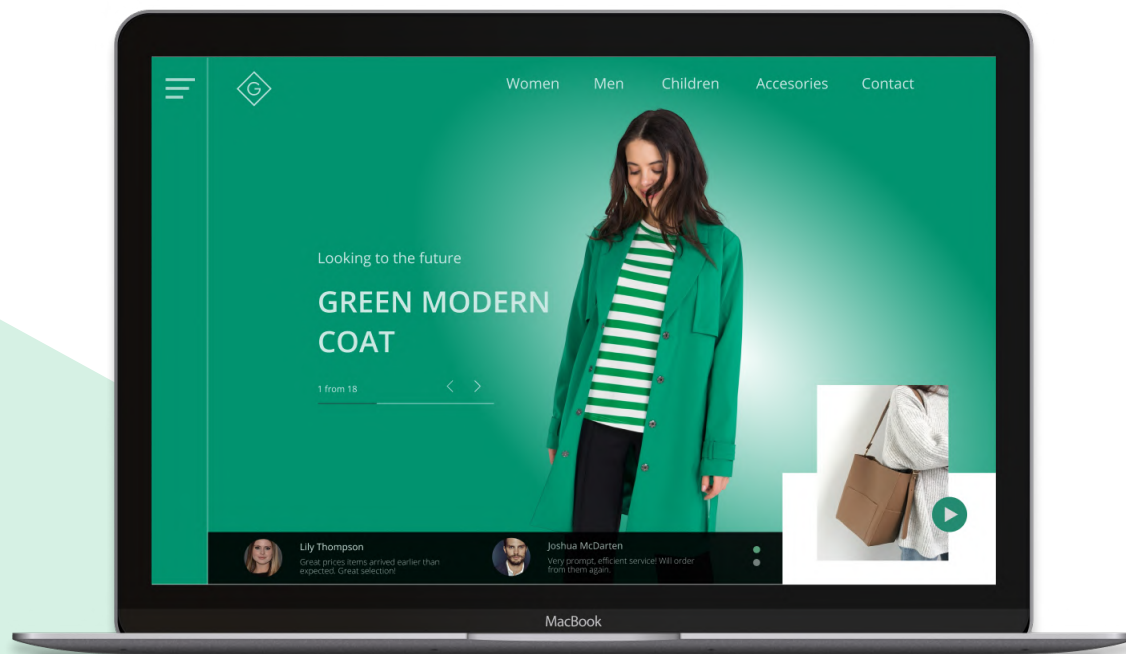 G
Women Men Children Accesories Contact
Looking to the future
GREEN MODERN
COAT
1 from 18
Lily Thompson
Great prices items arrived earlier than
expected. Great selection!
Joshua McDarten
Very prompt, efficient service! Will order
from them again.
MacBook